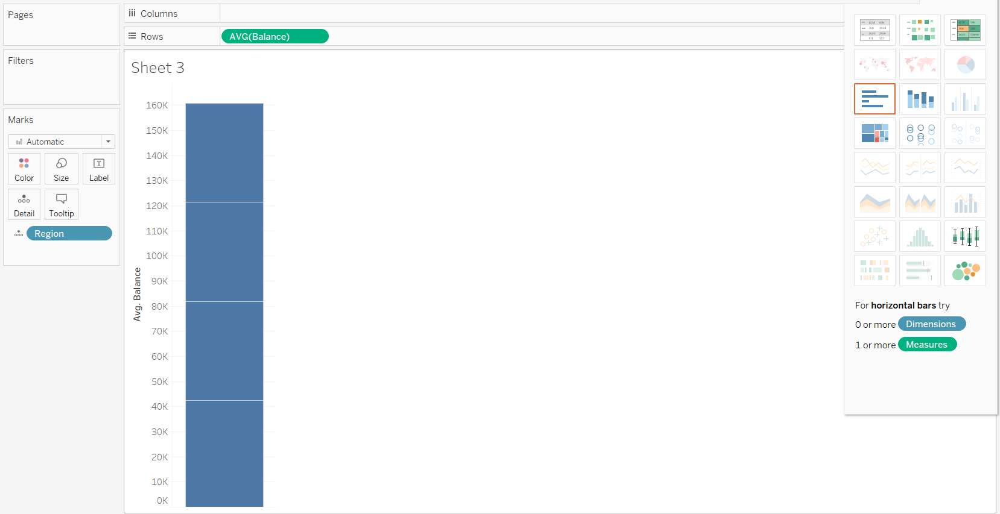 Pages
Columns
Rows
AVG(Balance)
Filters
Sheet 3
Marks
Automatic
Color
Size
Label
Detail
Tooltip
Region
Avg. Balance
160K
150K
140K
130K
120K
110K
100K
90K
80K
70K
60K
50K
40K
30K
20K
10K
0K
For horizontal bars try
0 or more Dimensions
1 or more Measures